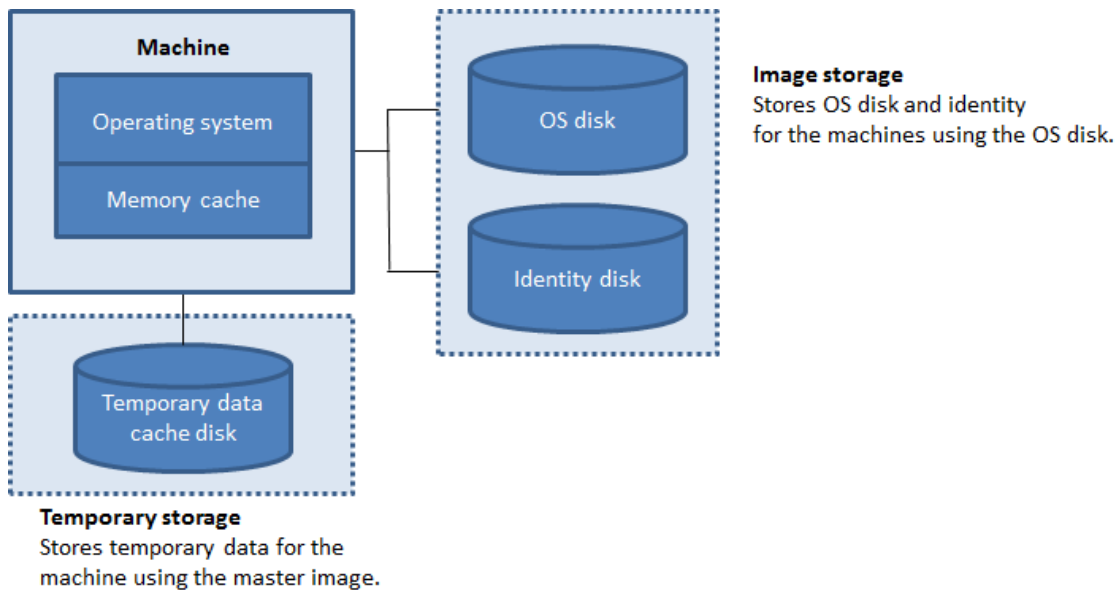 Machine
Operating system
Memory cache
OS disk
Identity disk
Image storage
Stores OS disk and identity
for the machines using the OS disk.
Temporary data
cache disk
Temporary storage
Stores temporary data for the
machine using the master image.